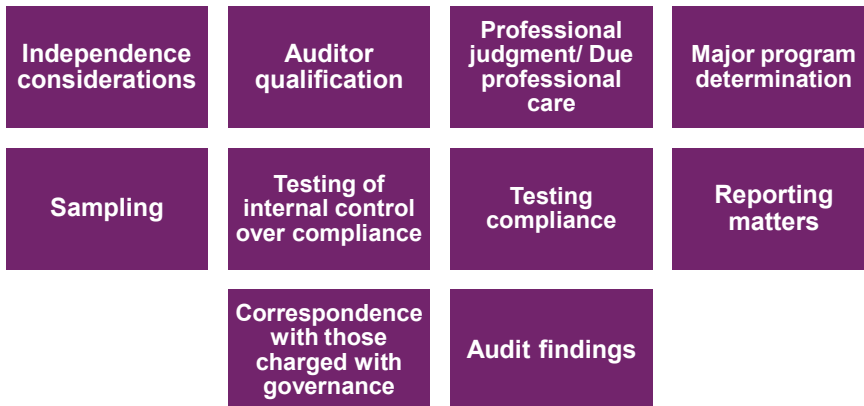 Independence
considerations
Auditor
qualification
Professional
judgment/ Due
professional
care
Major program
determination
Sampling
Testing of
internal control
over compliance
Testing
compliance
Reporting
matters
Correspondence
with those
charged with
governance
Audit findings